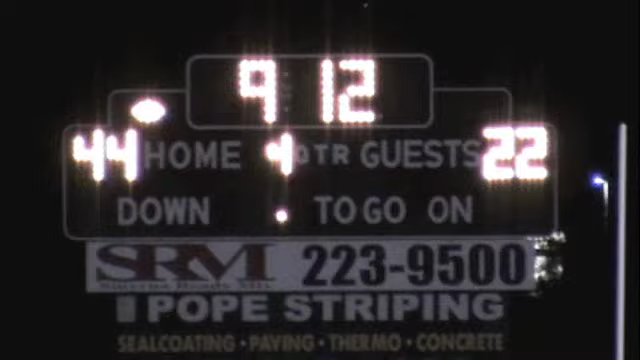 9 12
44 HOME 4 QTR GUESTS 22
DOWN TO GO ON
SRM 223-9500
POPE STRIPING
SEALCOATING • PAVING • THERMO • CONCRETE